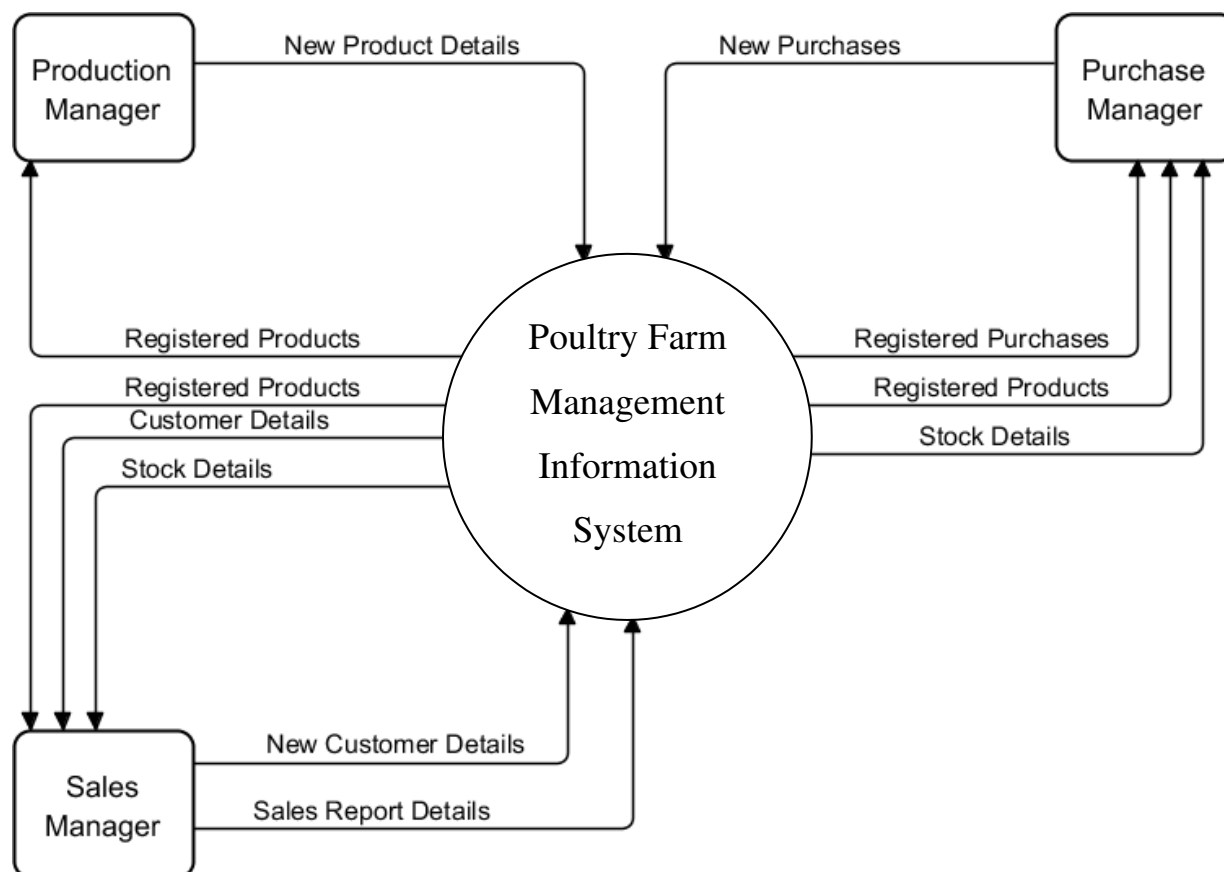 New Product Details
New Purchases
Production
Manager
Purchase
Manager
Poultry Farm
Management
Information
System
Registered Products
Registered Products
Customer Details
Stock Details
Registered Purchases
Registered Products
Stock Details
New Customer Details
Sales Report Details
Sales
Manager